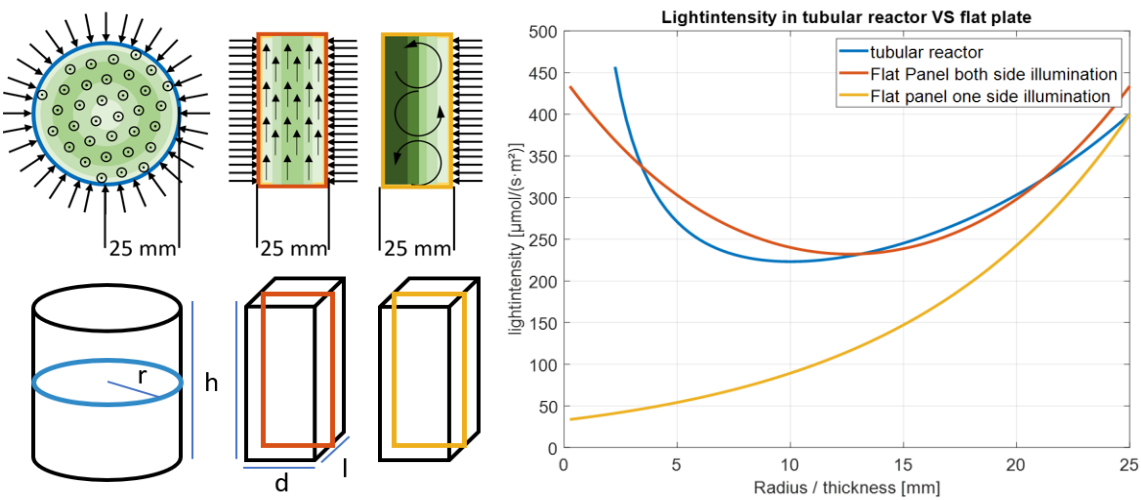 25 mm
25 mm
25 mm
r
h
d
l
Lightintensity in tubular reactor VS flat plate
tubular reactor
Flat Panel both side illumination
Flat panel one side illumination
lightintensity [µmol/(s·m²)]
500
450
400
350
300
250
200
150
100
50
0
0
5
10
15
20
25
Radius / thickness [mm]